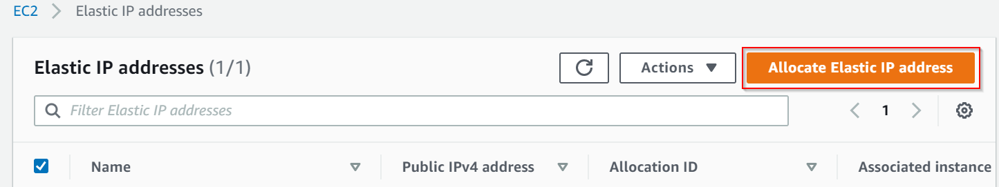 EC2 > Elastic IP addresses
Elastic IP addresses (1/1) Actions Allocate Elastic IP address
Filter Elastic IP addresses 1
Name Public IPv4 address Allocation ID Associated instance